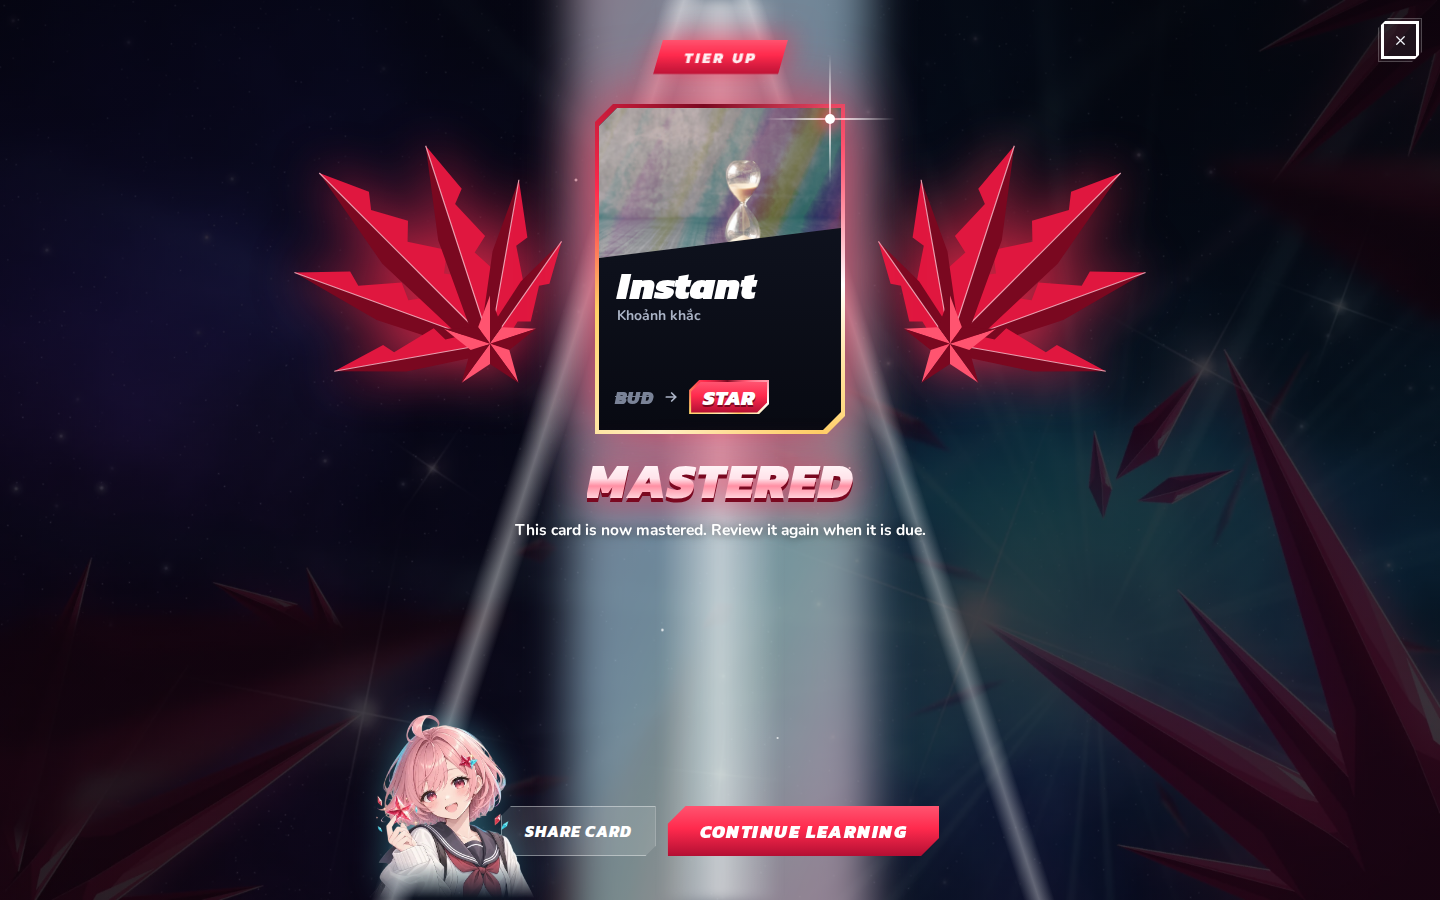 TIER UP
Instant
Khoảnh khắc
BUD → STAR
MASTERED
This card is now mastered. Review it again when it is due.
SHARE CARD
CONTINUE LEARNING